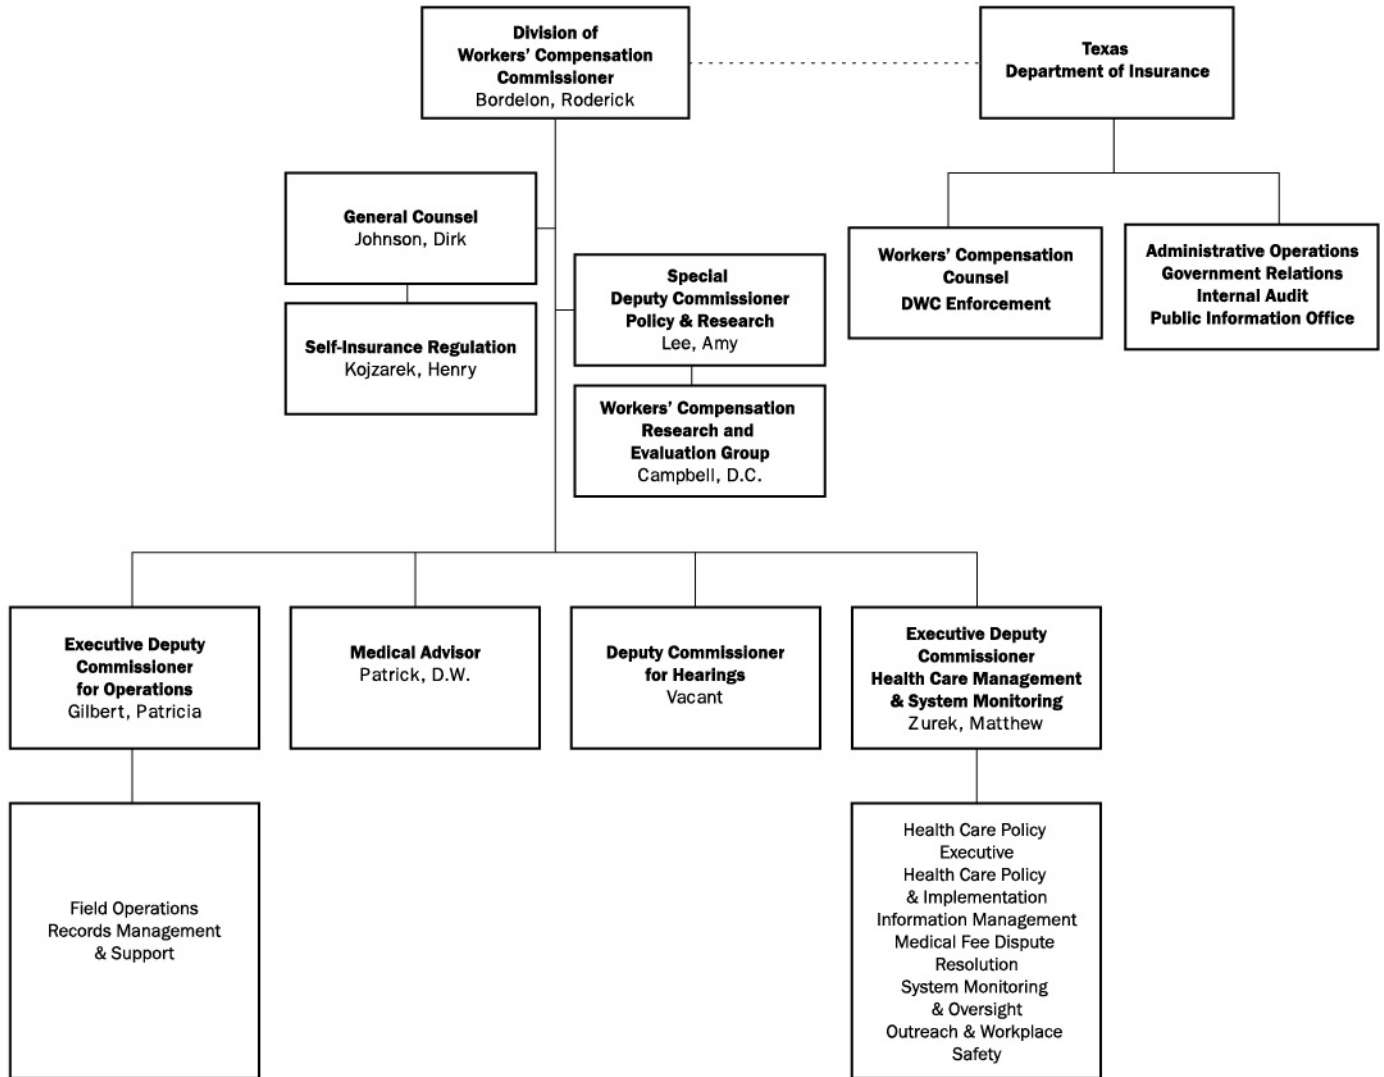 Division of
Workers' Compensation
Commissioner
Bordelon, Roderick
Texas
Department of Insurance
General Counsel
Johnson, Dirk
Self-Insurance Regulation
Kojzarek, Henry
Special
Deputy Commissioner
Policy & Research
Lee, Amy
Workers' Compensation
Research and
Evaluation Group
Campbell, D.C.
Workers' Compensation
Counsel
DWC Enforcement
Administrative Operations
Government Relations
Internal Audit
Public Information Office
Executive Deputy
Commissioner
for Operations
Gilbert, Patricia
Medical Advisor
Patrick, D.W.
Deputy Commissioner
for Hearings
Vacant
Executive Deputy
Commissioner
Health Care Management
& System Monitoring
Zurek, Matthew
Field Operations
Records Management
& Support
Health Care Policy
Executive
Health Care Policy
& Implementation
Information Management
Medical Fee Dispute
Resolution
System Monitoring
& Oversight
Outreach & Workplace
Safety